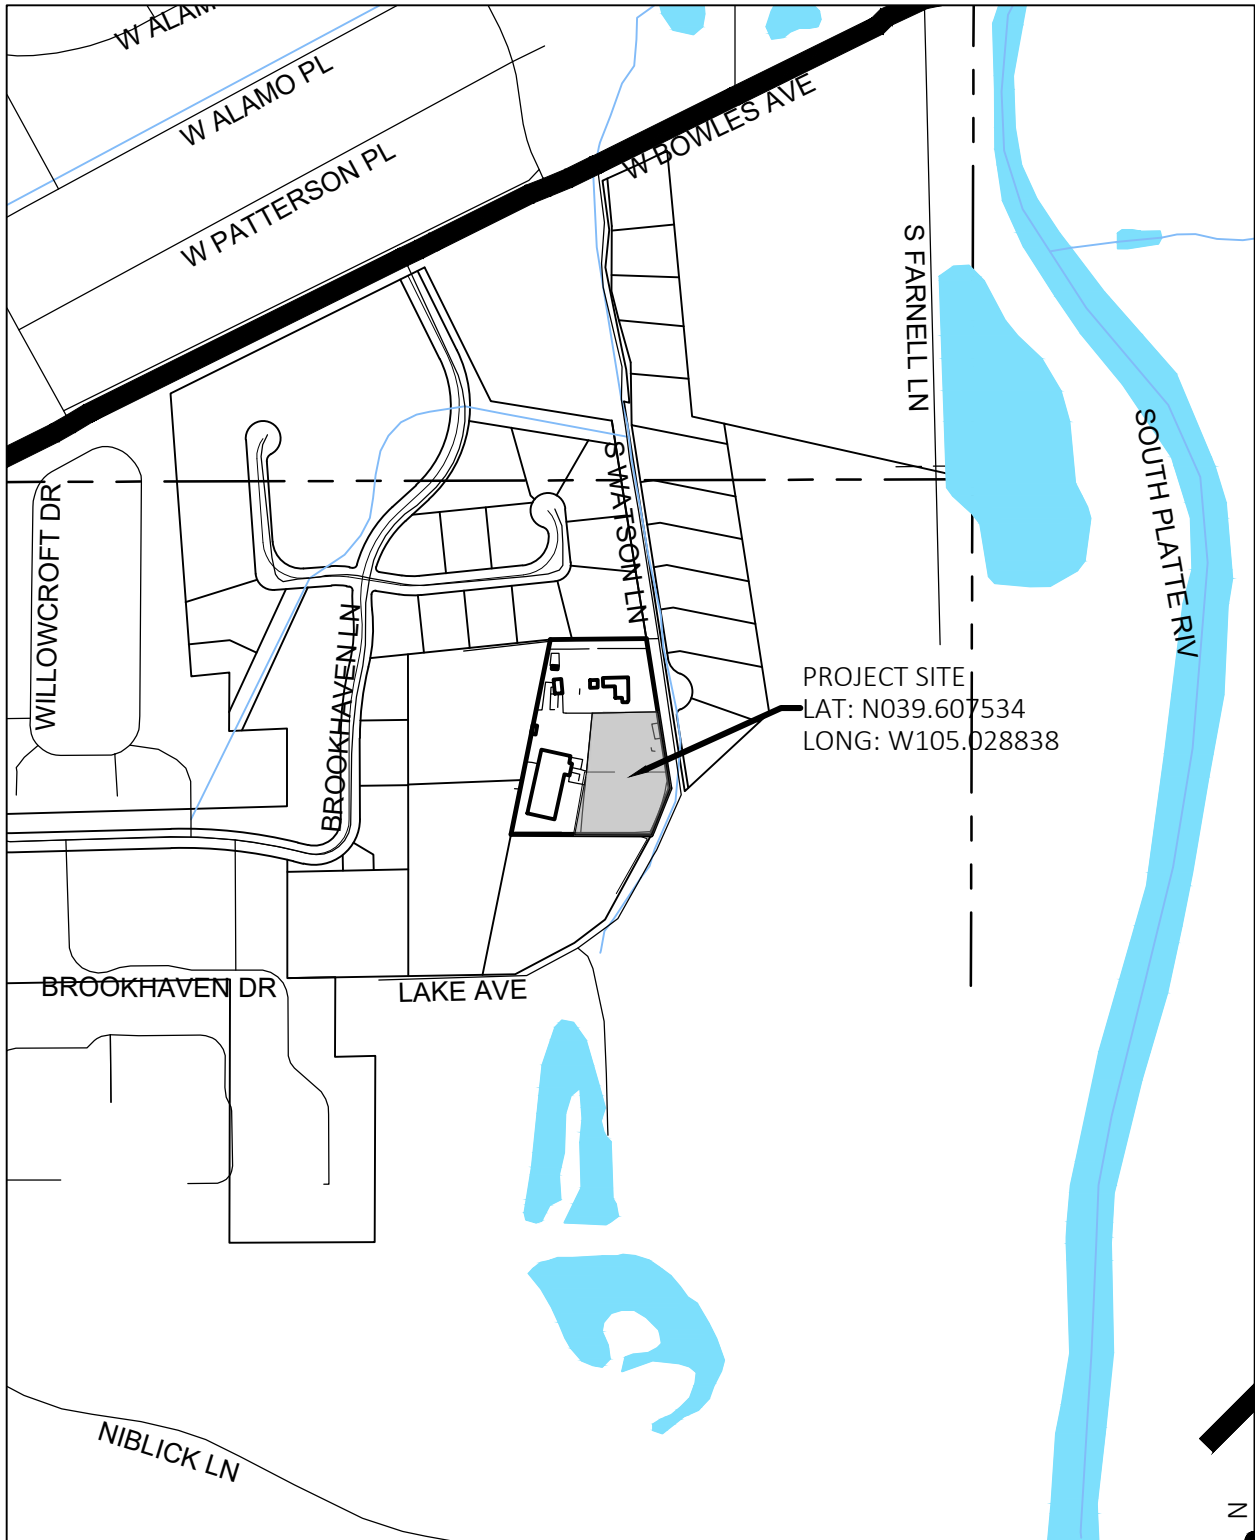 W ALAM
W ALAMO PL
W BOWLES AVE
W PATTERSON PL
S FARNELL LN
SOUTH PLATTE RIV
S WATSON LN
WILLOWCROFT DR
BROOKHAVEN LN
PROJECT SITE
LAT: N039.607534
LONG: W105.028838
BROOKHAVEN DR
LAKE AVE
NIBLICK LN
N